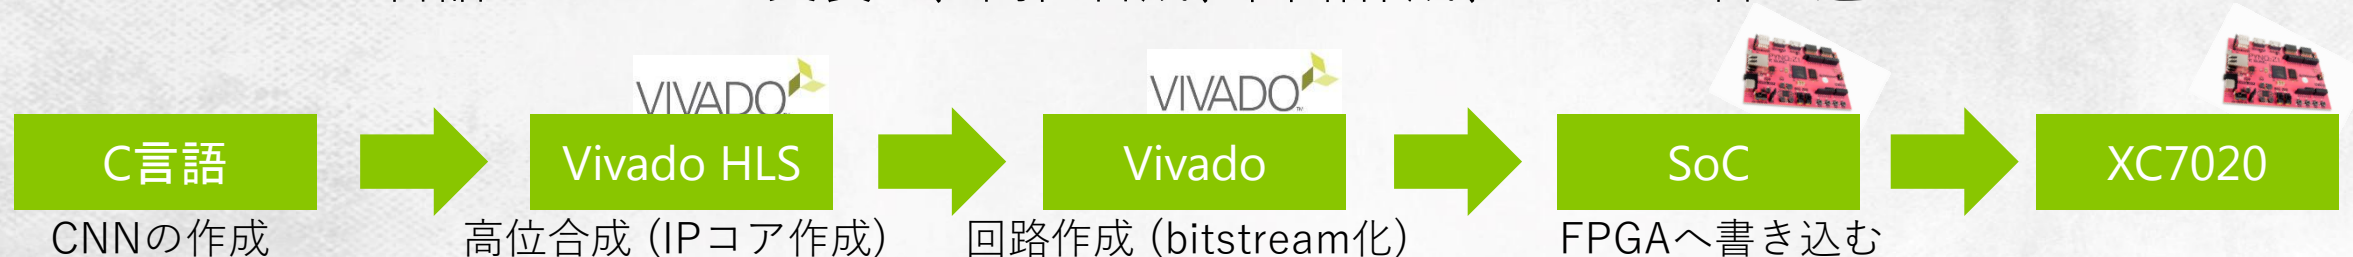 VIVADO
VIVADO
C言語
Vivado HLS
Vivado
SoC
XC7020
CNNの作成
高位合成 (IPコア作成)
回路作成 (bitstream化)
FPGAへ書き込む